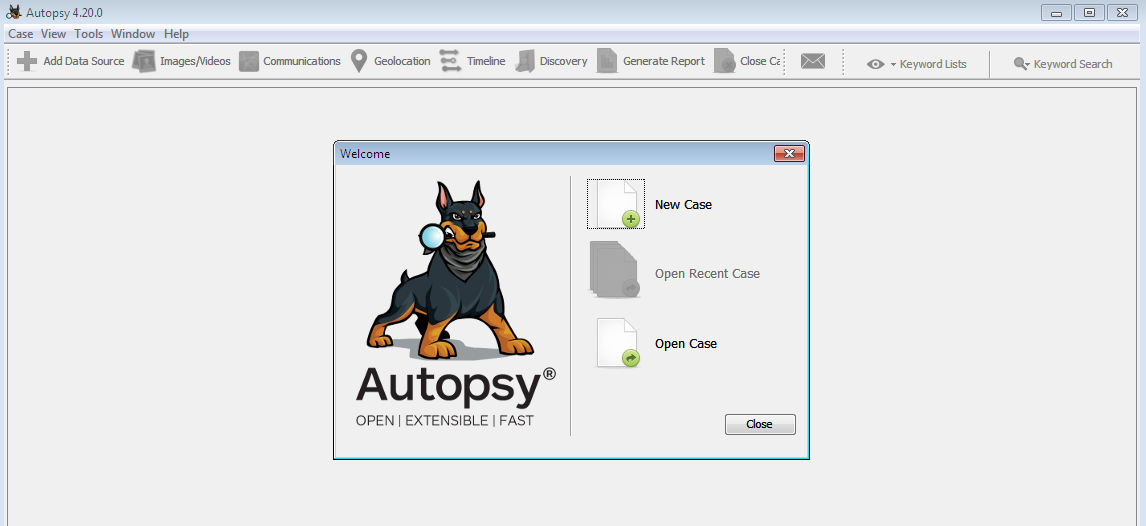 Autopsy 4.20.0
Case View Tools Window Help
Add Data Source Images/Videos Communications Geolocation Timeline Discovery Generate Report Close Ca Keyword Lists Keyword Search
Welcome
New Case
Open Recent Case
Open Case
Autopsy®
OPEN | EXTENSIBLE | FAST
Close